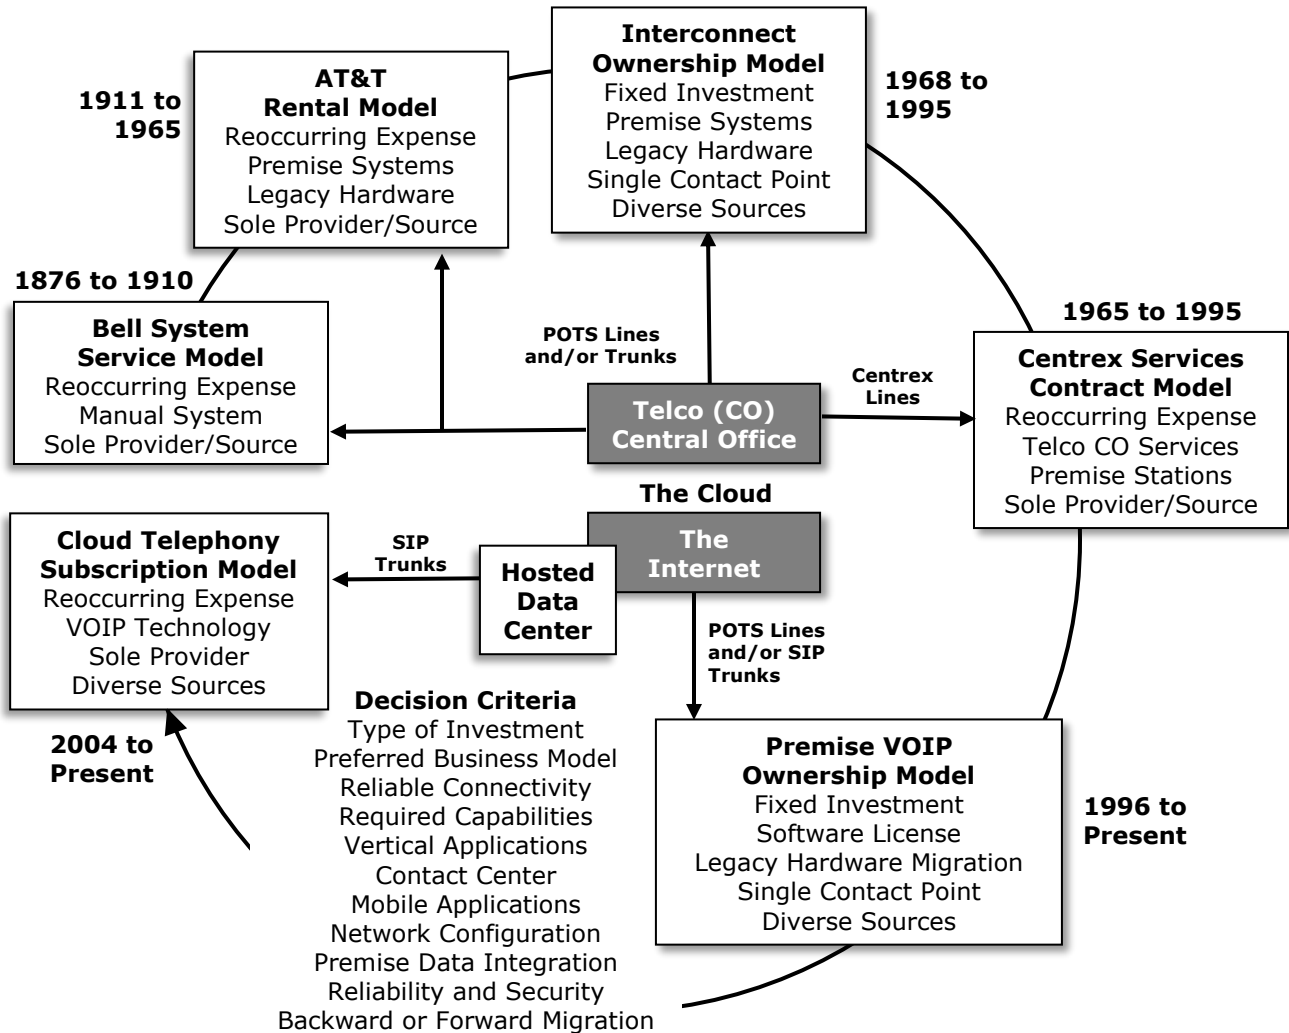 Interconnect
Ownership Model
Fixed Investment
Premise Systems
Legacy Hardware
Single Contact Point
Diverse Sources
1968 to
1995
AT&T
Rental Model
Reoccurring Expense
Premise Systems
Legacy Hardware
Sole Provider/Source
1911 to
1965
1876 to 1910
Bell System
Service Model
Reoccurring Expense
Manual System
Sole Provider/Source
POTS Lines
and/or Trunks
Telco (CO)
Central Office
Centrex
Lines
1965 to 1995
Centrex Services
Contract Model
Reoccurring Expense
Telco CO Services
Premise Stations
Sole Provider/Source
The Cloud
The
Internet
Hosted
Data
Center
SIP
Trunks
Cloud Telephony
Subscription Model
Reoccurring Expense
VOIP Technology
Sole Provider
Diverse Sources
2004 to
Present
POTS Lines
and/or SIP
Trunks
Decision Criteria
Type of Investment
Preferred Business Model
Reliable Connectivity
Required Capabilities
Vertical Applications
Contact Center
Mobile Applications
Network Configuration
Premise Data Integration
Reliability and Security
Backward or Forward Migration
Premise VOIP
Ownership Model
Fixed Investment
Software License
Legacy Hardware Migration
Single Contact Point
Diverse Sources
1996 to
Present